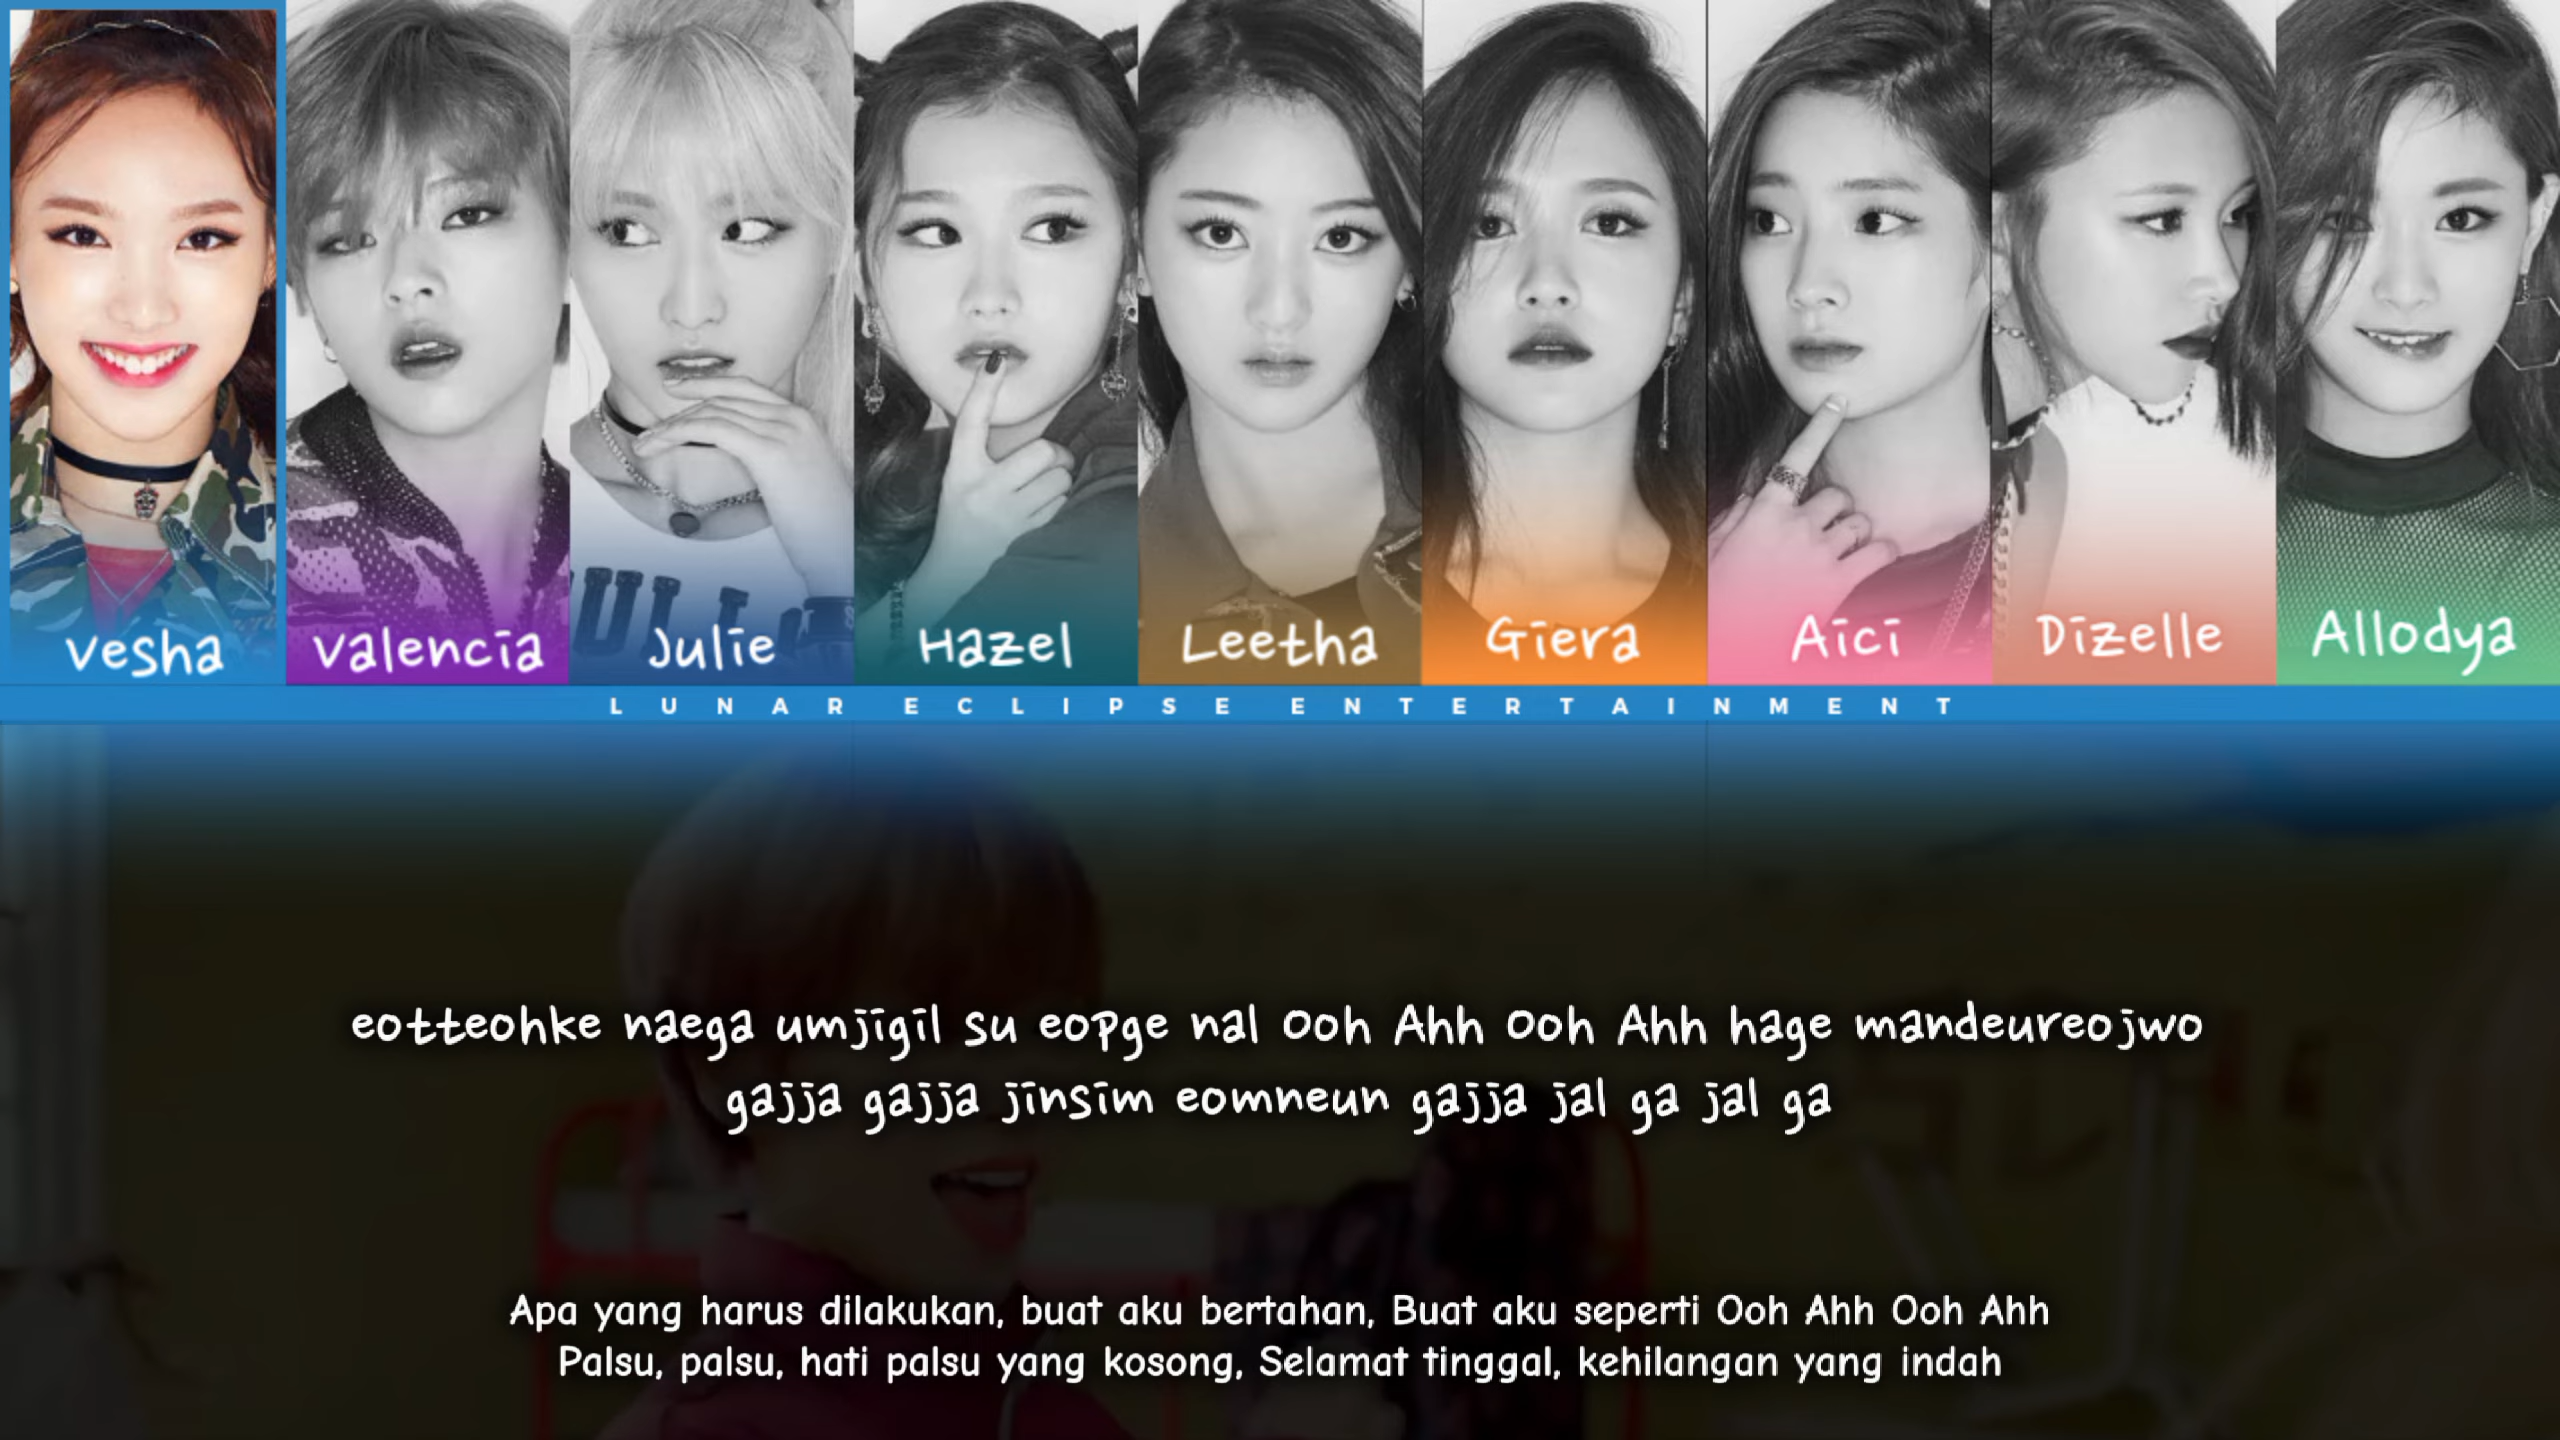 Vesha
Valencia
Julie
Hazel
Leetha
Giera
Aici
Dizelle
Allodya
LUNAR ECLIPSE ENTERTAINMENT
eotteohke naega umjigil su eopge nal Ooh Ahh Ooh Ahh hage mandeureojwo
gajja gajja jinsim eomneun gajja jal ga jal ga
Apa yang harus dilakukan, buat aku bertahan, Buat aku seperti Ooh Ahh Ooh Ahh
Palsu, palsu, hati palsu yang kosong, Selamat tinggal, kehilangan yang indah